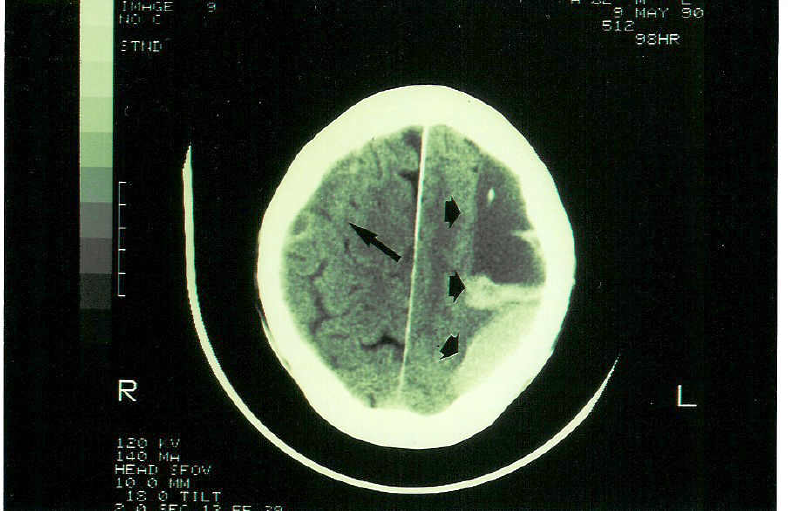 IMAGE 9
STND
9 MAY 90
512
98HR
R
L
120 KV
140 MA
HEAD SFOV
10.0 MM
18.0 TILT